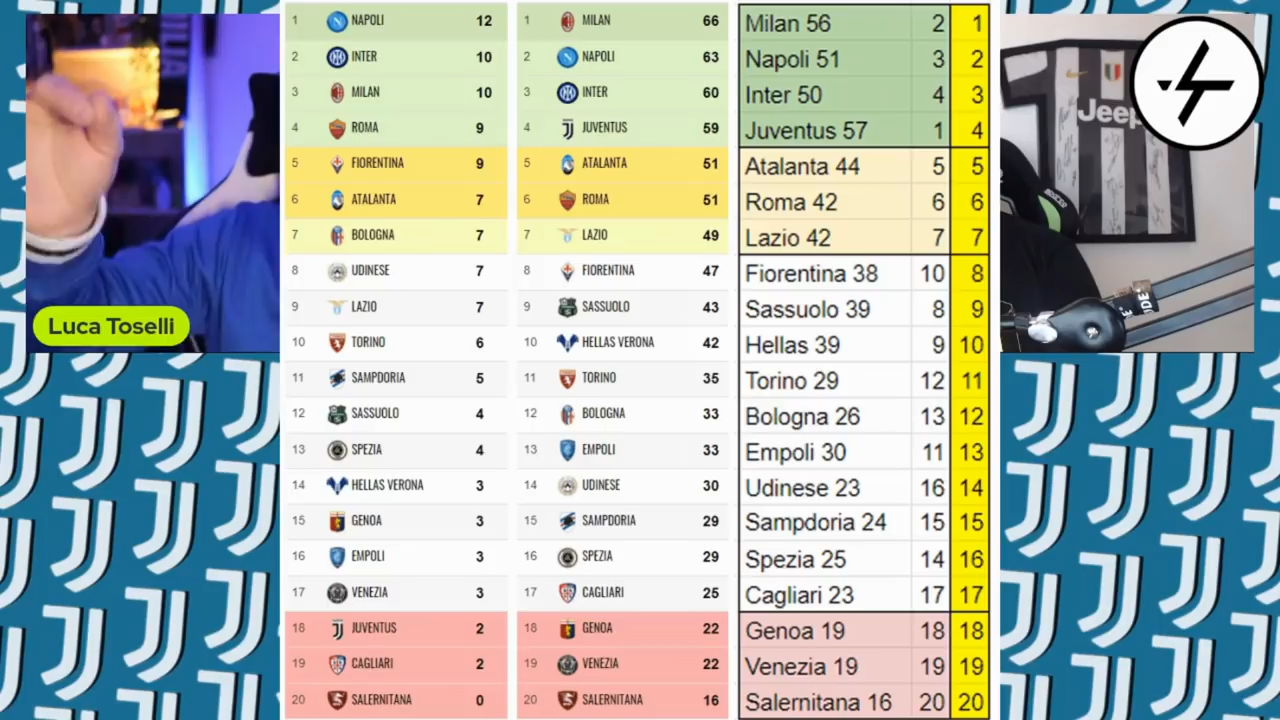 1 NAPOLI 12
2 INTER 10
3 MILAN 10
4 ROMA 9
5 FIORENTINA 9
6 ATALANTA 7
7 BOLOGNA 7
8 UDINESE 7
9 LAZIO 7
10 TORINO 6
11 SAMPDORIA 5
12 SASSUOLO 4
13 SPEZIA 4
14 HELLAS VERONA 3
15 GENOA 3
16 EMPOLI 3
17 VENEZIA 3
18 JUVENTUS 2
19 CAGLIARI 2
20 SALERNITANA 0
1 MILAN 66
2 NAPOLI 63
3 INTER 60
4 JUVENTUS 59
5 ATALANTA 51
6 ROMA 51
7 LAZIO 49
8 FIORENTINA 47
9 SASSUOLO 43
10 HELLAS VERONA 42
11 TORINO 35
12 BOLOGNA 33
13 EMPOLI 33
14 UDINESE 30
15 SAMPDORIA 29
16 SPEZIA 29
17 CAGLIARI 25
18 GENOA 22
19 VENEZIA 22
20 SALERNITANA 16
Milan 56 2 1
Napoli 51 3 2
Inter 50 4 3
Juventus 57 1 4
Atalanta 44 5 5
Roma 42 6 6
Lazio 42 7 7
Fiorentina 38 10 8
Sassuolo 39 8 9
Hellas 39 9 10
Torino 29 12 11
Bologna 26 13 12
Empoli 30 11 13
Udinese 23 16 14
Sampdoria 24 15 15
Spezia 25 14 16
Cagliari 23 17 17
Genoa 19 18 18
Venezia 19 19 19
Salernitana 16 20 20
Luca Toselli
Jeep